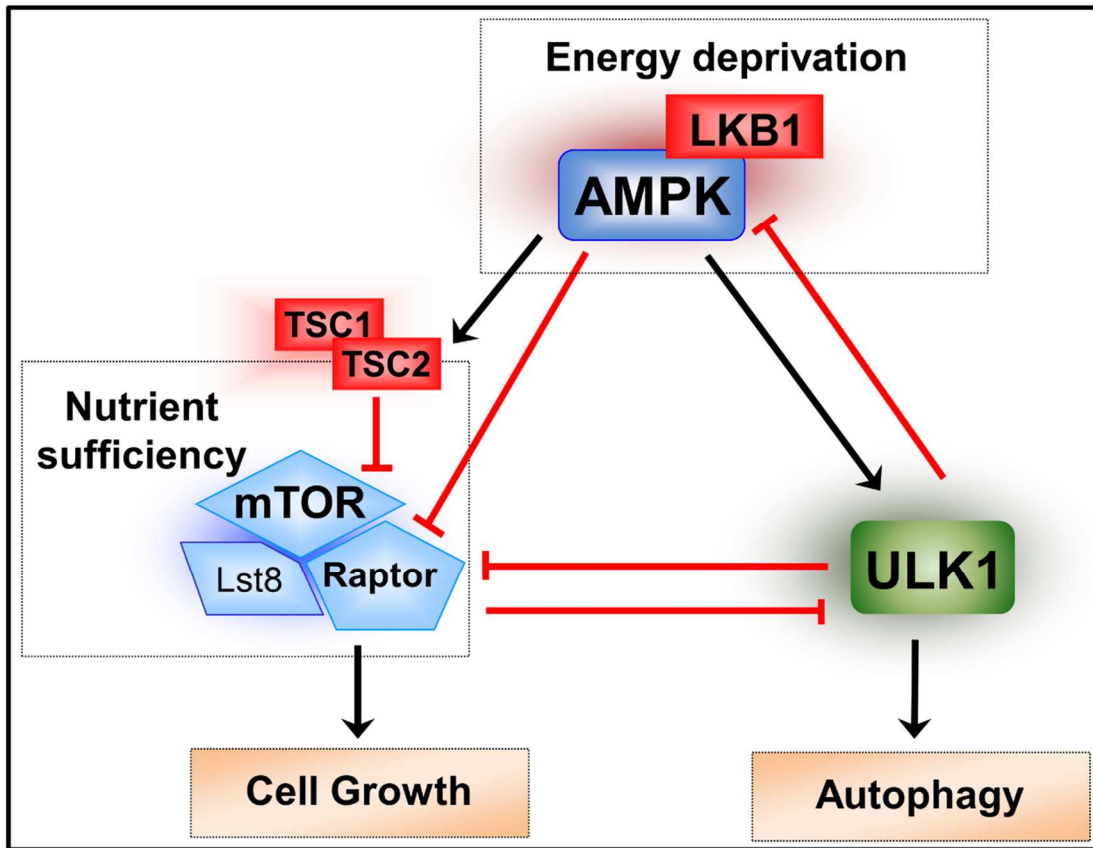 Energy deprivation
LKB1
AMPK
TSC1
TSC2
Nutrient
sufficiency
mTOR
Lst8
Raptor
ULK1
Cell Growth
Autophagy